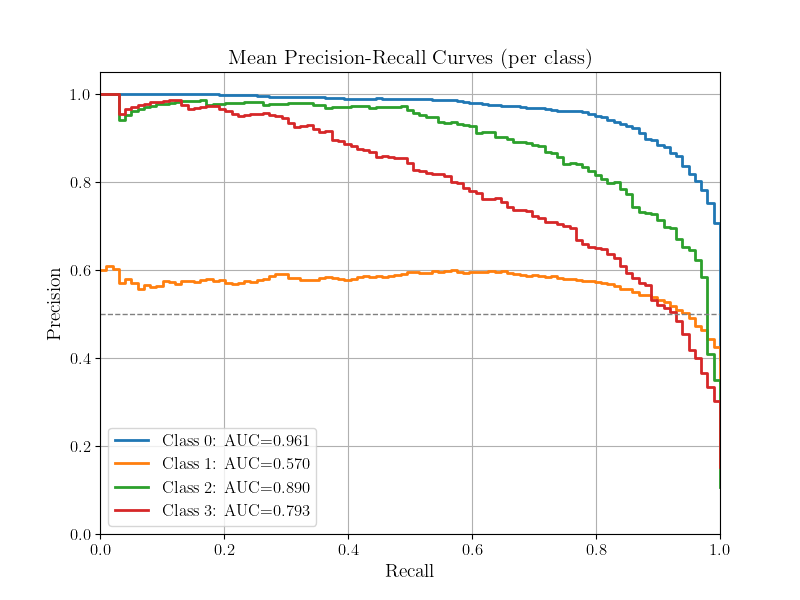 Mean Precision-Recall Curves (per class)
1.0
0.8
0.6
0.4
0.2
0.0
Precision
Class 0: AUC=0.961
Class 1: AUC=0.570
Class 2: AUC=0.890
Class 3: AUC=0.793
0.0 0.2 0.4 0.6 0.8 1.0
Recall